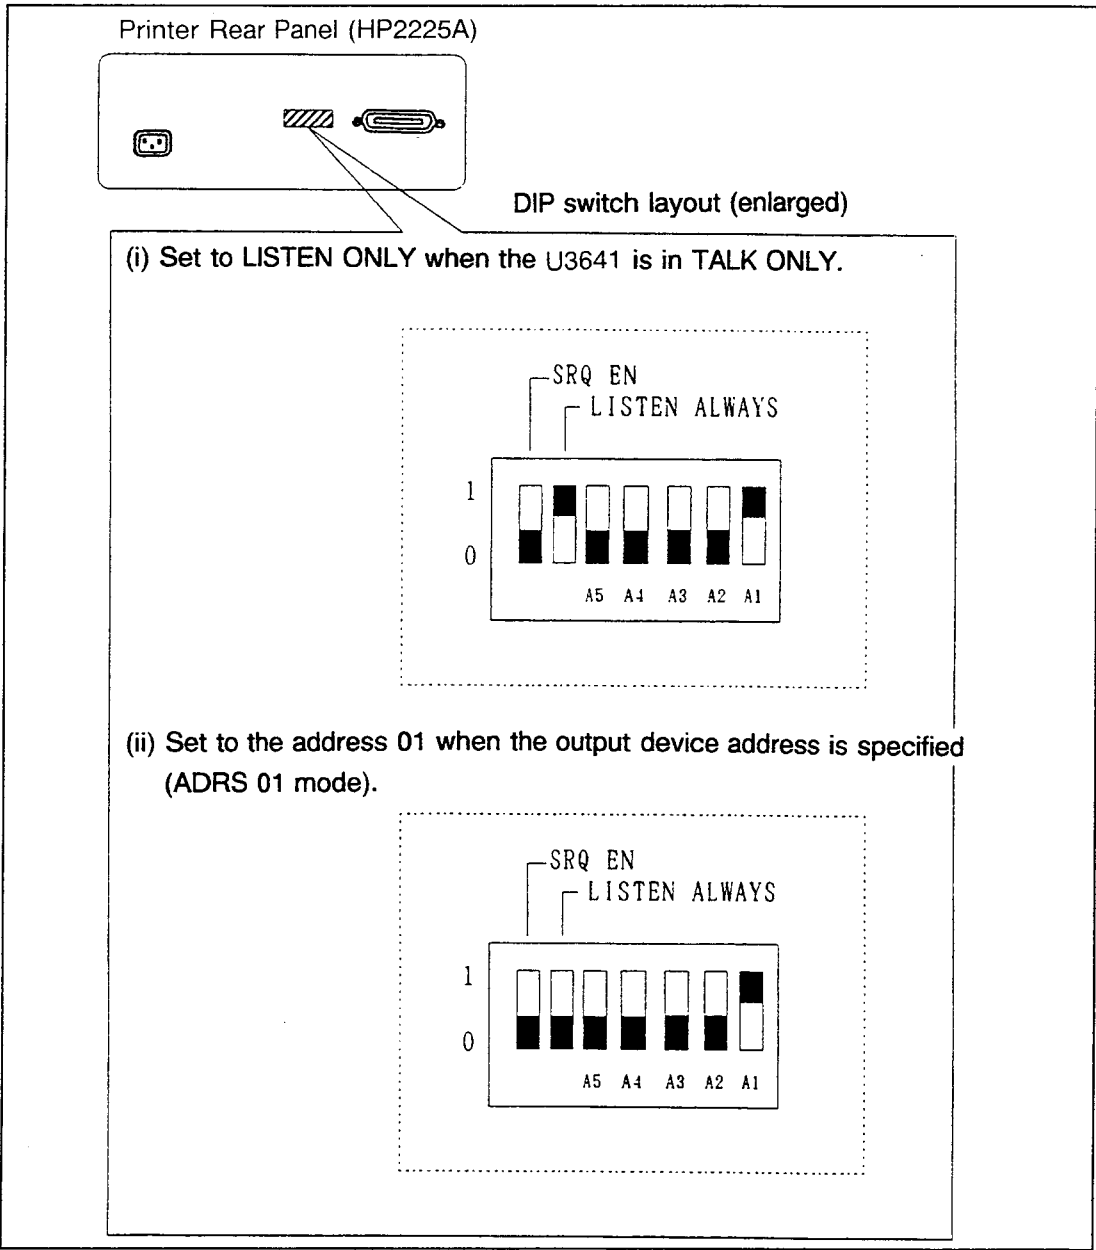 Printer Rear Panel (HP2225A)
DIP switch layout (enlarged)
(i) Set to LISTEN ONLY when the U3641 is in TALK ONLY.
SRQ EN
LISTEN ALWAYS
1
0
A5 A4 A3 A2 A1
(ii) Set to the address 01 when the output device address is specified
(ADRS 01 mode).
SRQ EN
LISTEN ALWAYS
1
0
A5 A4 A3 A2 A1